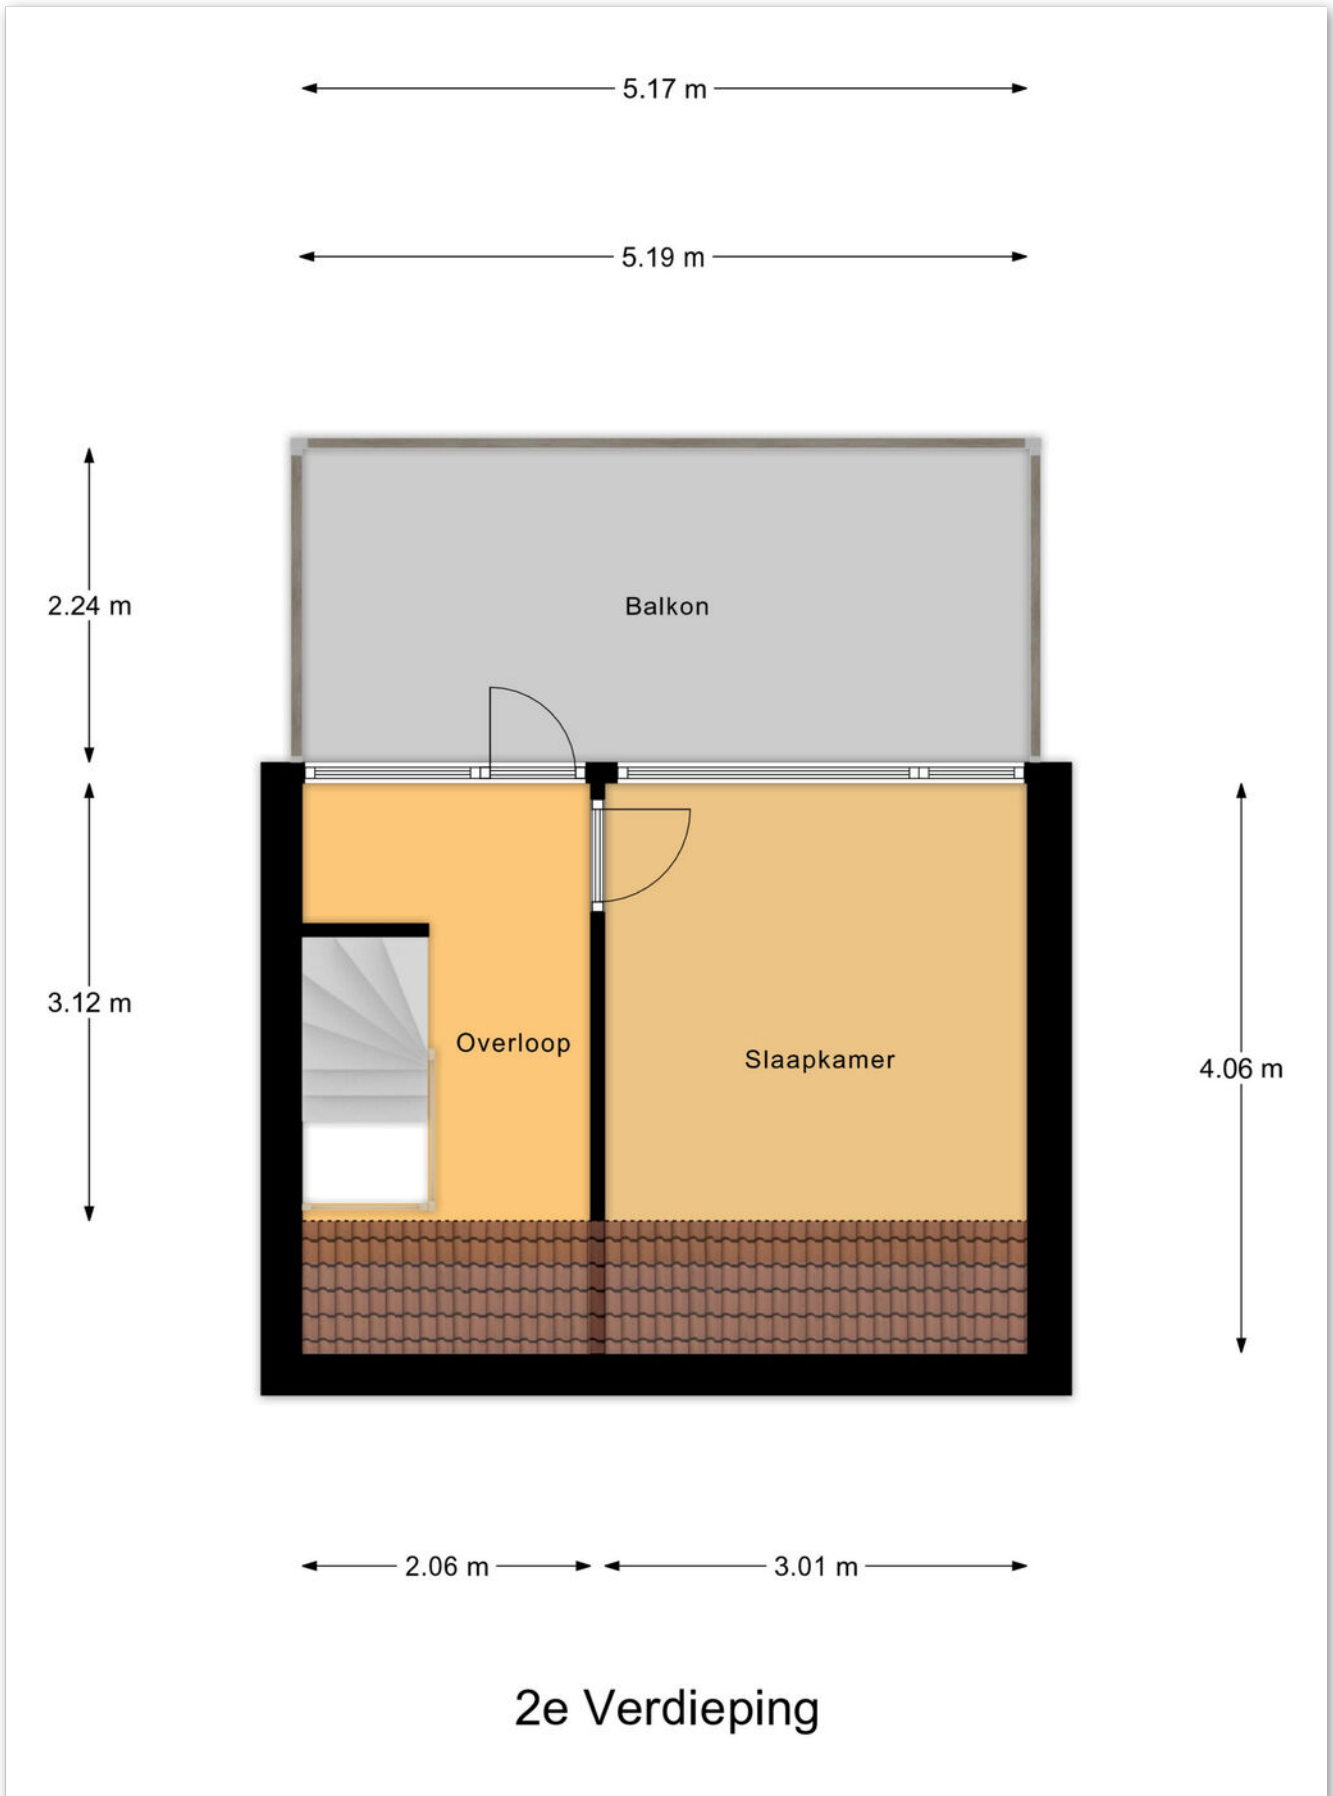 5.17 m
5.19 m
2.24 m
Balkon
3.12 m
Overloop
Slaapkamer
4.06 m
2.06 m
3.01 m
2e Verdieping